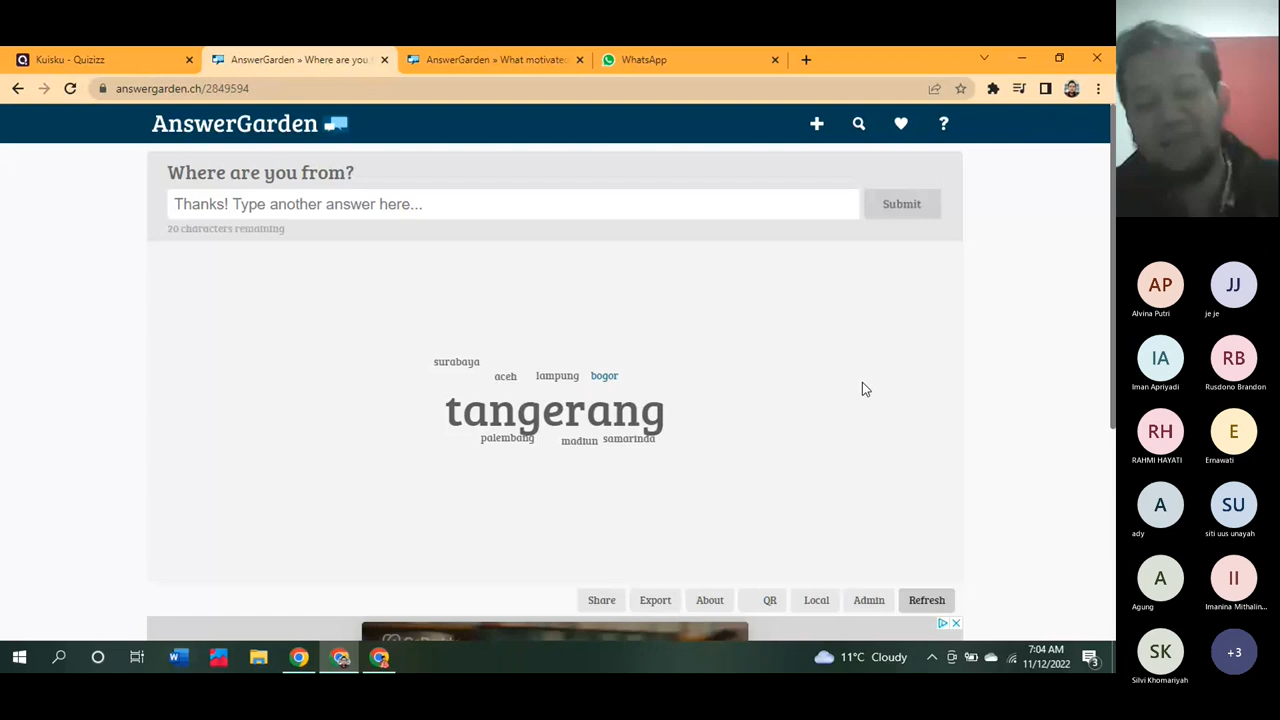 Kuisku - Quizizz
AnswerGarden » Where are you
AnswerGarden » What motivate
WhatsApp
answergarden.ch/2849594
AnswerGarden
Where are you from?
Thanks! Type another answer here...
Submit
20 characters remaining
surabaya
aceh lampung bogor
tangerang
palembang madiun samarinda
Share Export About QR Local Admin Refresh
11°C Cloudy
7:04 AM
11/12/2022
3
AP JJ
Alvina Putri je je
IA RB
Iman Apriyadi Rusdono Brandon
RH E
RAHMI HAYATI Ernawati
A SU
ady siti uus unayah
A II
Agung Imanina Mithalin...
SK +3
Silvi Khomariyah